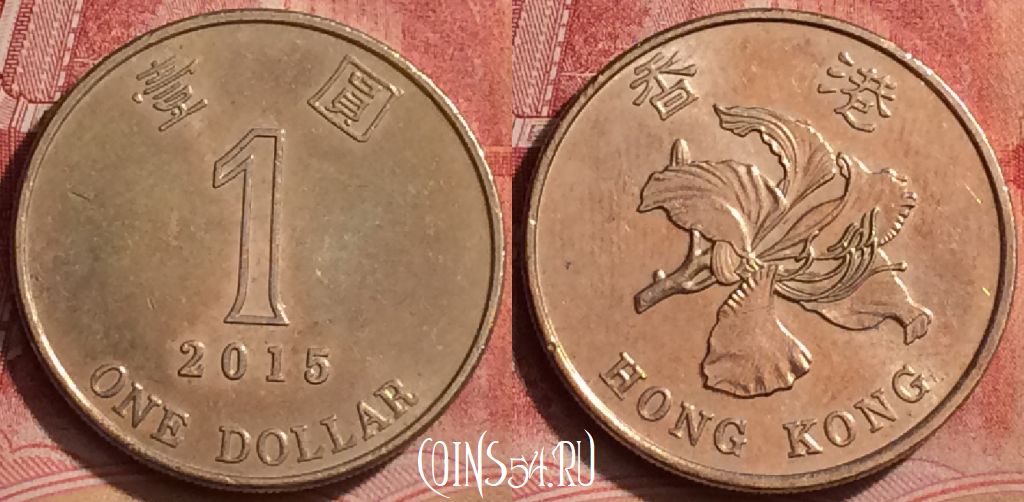 壹圓
1
2015
ONE DOLLAR
香港
HONG KONG
COINS54.RU